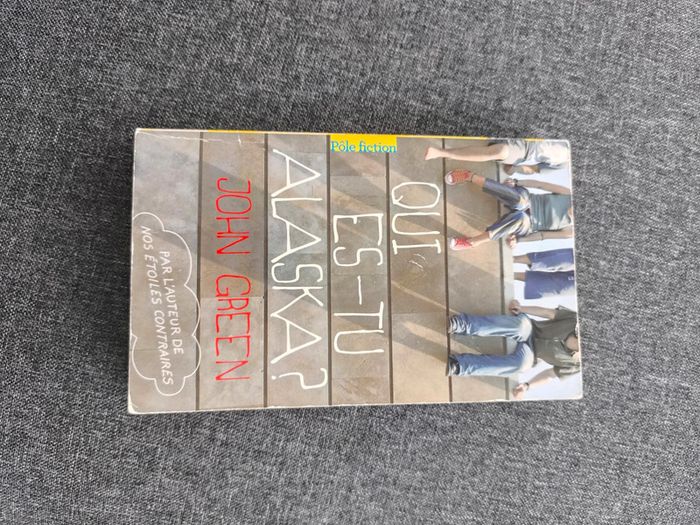 Pôle fiction
QUI
ES-TU
ALASKA?
JOHN GREEN
PAR L'AUTEUR DE
NOS ÉTOILES CONTRAIRES